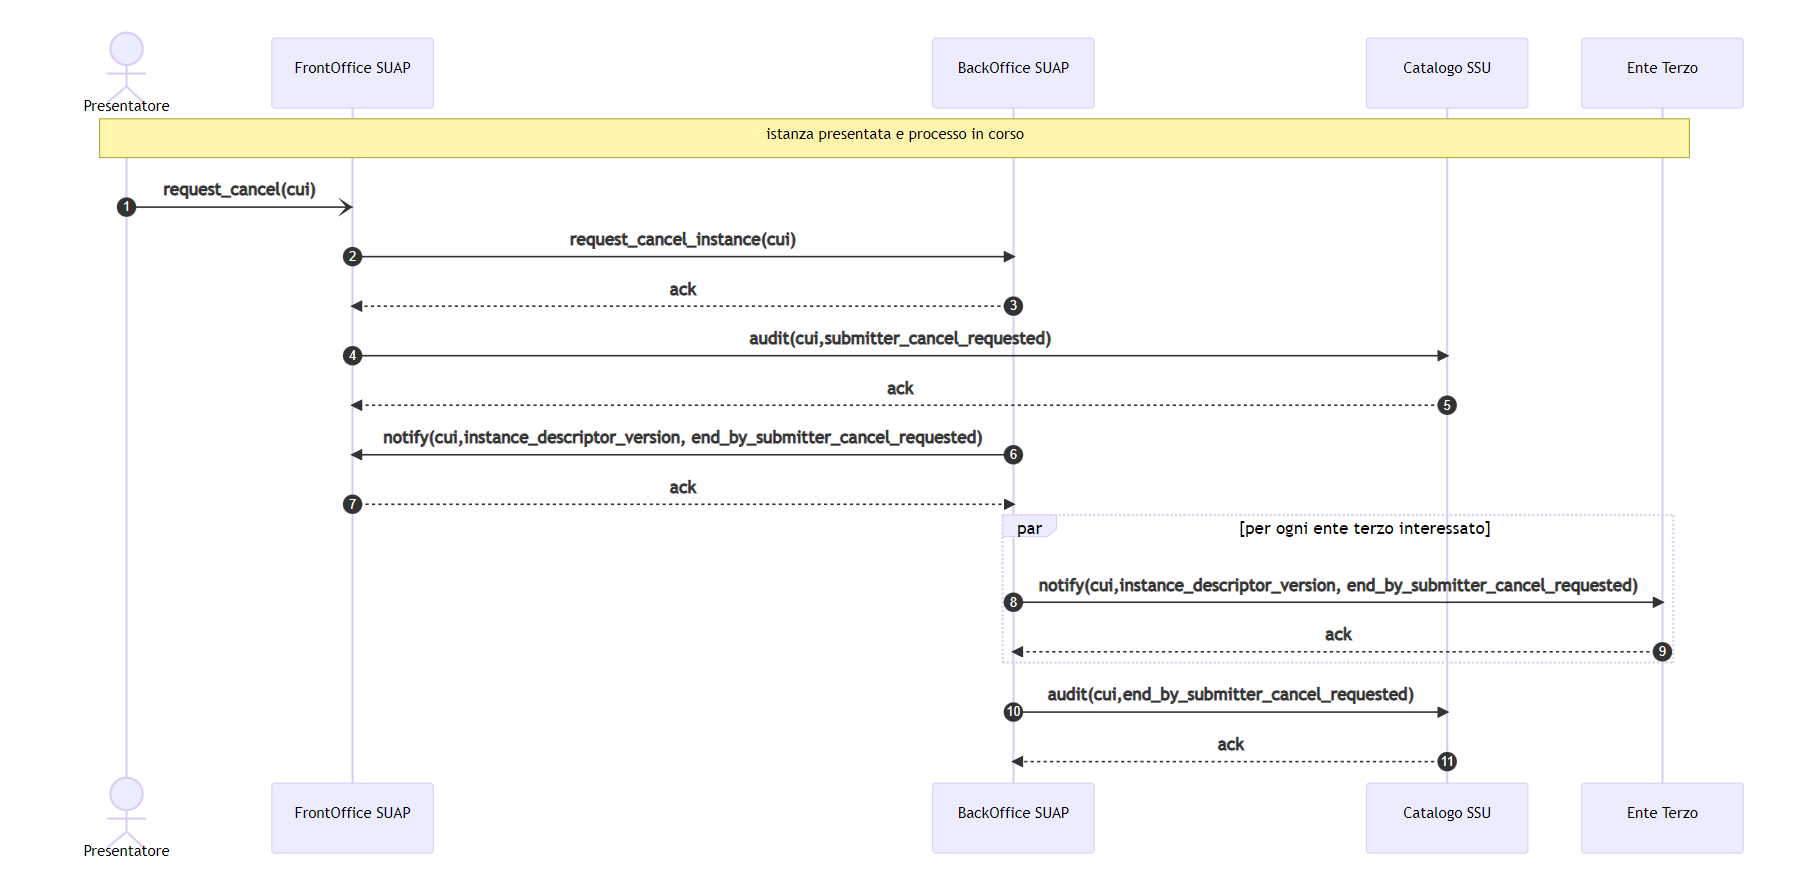 Presentatore
FrontOffice SUAP
BackOffice SUAP
Catalogo SSU
Ente Terzo
istanza presentata e processo in corso
request_cancel(cui)
1
request_cancel_instance(cui)
2
ack
3
audit(cui,submitter_cancel_requested)
4
ack
5
notify(cui,instance_descriptor_version, end_by_submitter_cancel_requested)
6
ack
7
par
[per ogni ente terzo interessato]
notify(cui,instance_descriptor_version, end_by_submitter_cancel_requested)
8
ack
9
audit(cui,end_by_submitter_cancel_requested)
10
ack
11
Presentatore
FrontOffice SUAP
BackOffice SUAP
Catalogo SSU
Ente Terzo